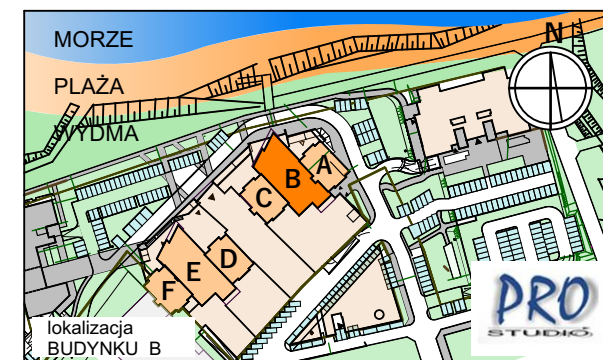 MORZE
N
PLAŻA
WYDMA
A
B
C
D
E
F
lokalizacja
BUDYNKU B
PRO
STUDIO